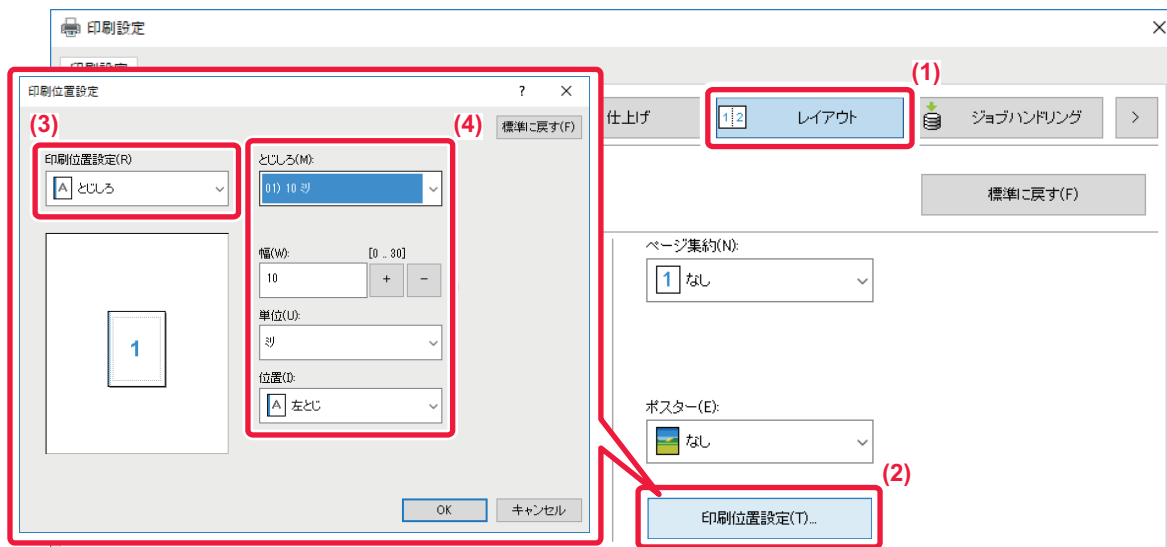 印刷設定
印刷設定
(1)
仕上げ
1 2 レイアウト
ジョブハンドリング
>
標準に戻す(F)
ページ集約(N):
1 なし
ポスター(E):
なし
(2)
印刷位置設定(T)...
印刷位置設定
? ×
(3)
(4)
標準に戻す(F)
印刷位置設定(R)
A とじしろ
1
とじしろ(M):
01) 10 ミリ
幅(W): [0 .. 30]
10 + -
単位(U):
ミリ
位置(I):
A 左とじ
OK キャンセル